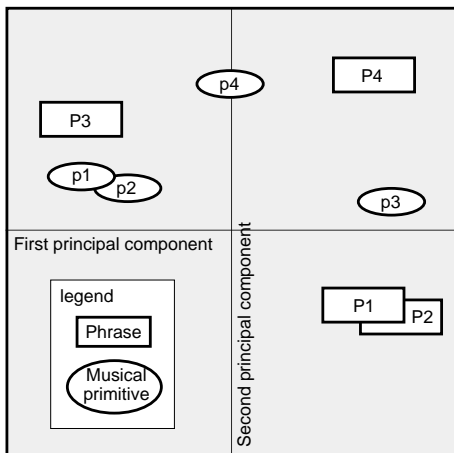 p4
P4
P3
p1
p2
p3
First principal component
Second principal component
legend
Phrase
Musical
primitive
P1
P2